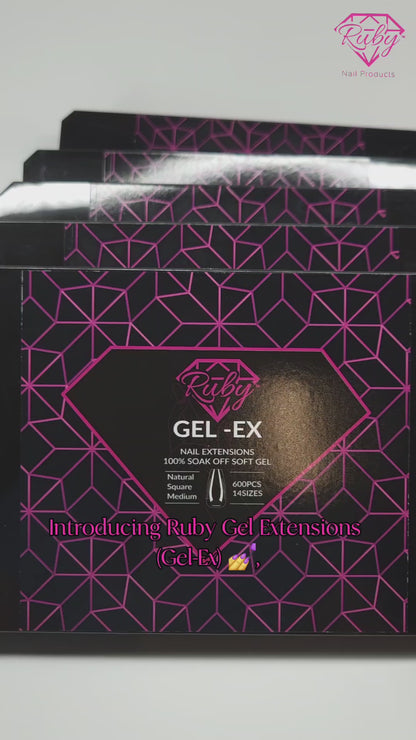 Ruby
Nail Products
Ruby
GEL -EX
NAIL EXTENSIONS
100% SOAK OFF SOFT GEL
Natural
Square
Medium
600PCS
14SIZES
Introducing Ruby Gel Extensions
(Gel-Ex) 💅,